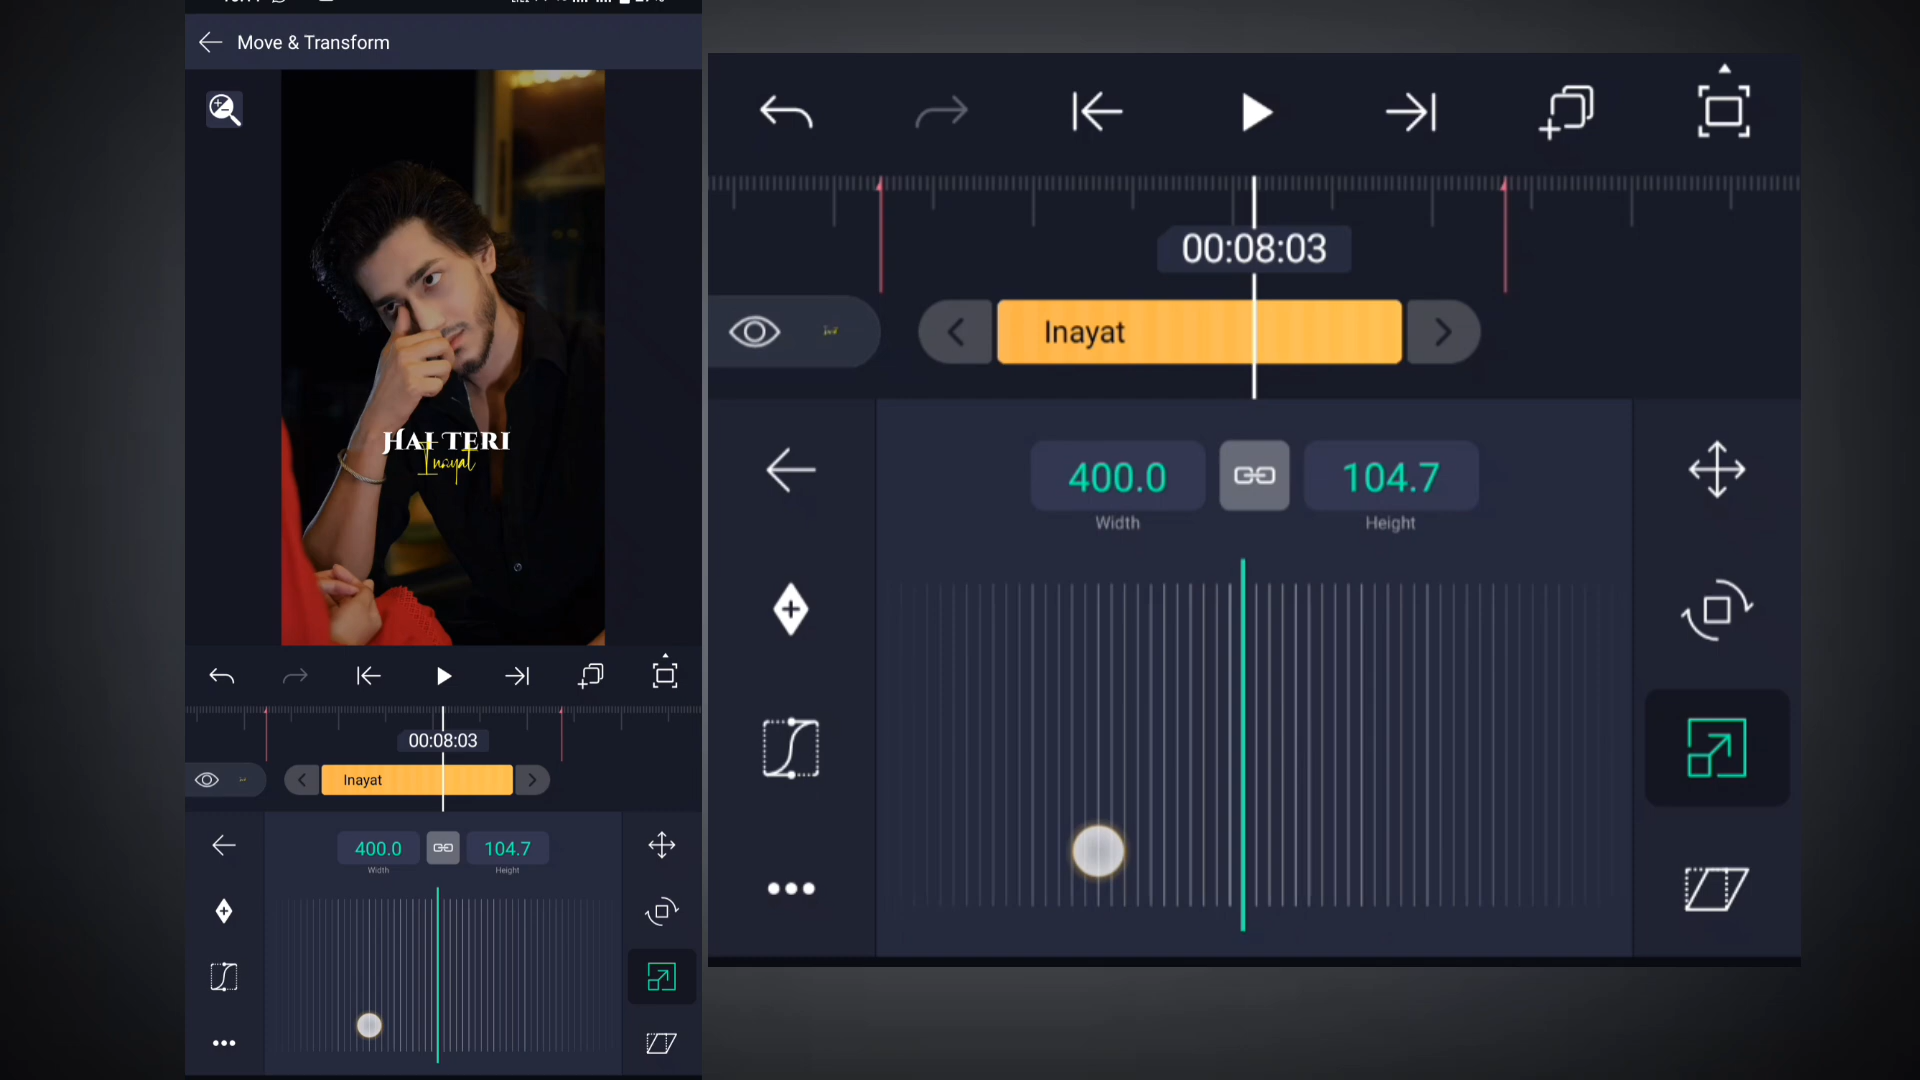 Move & Transform
HAI TERI
Inayat
00:08:03
Inayat
400.0
104.7
Width
Height
00:08:03
Inayat
400.0
104.7
Width
Height